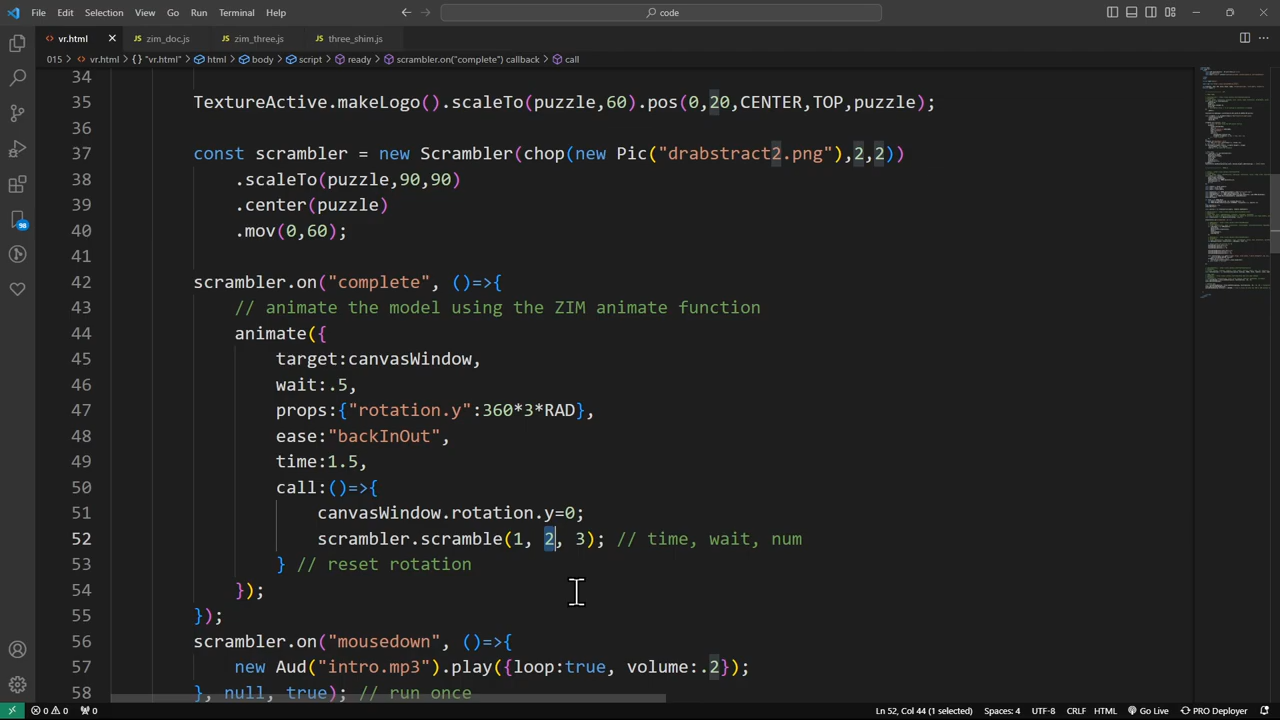 File Edit Selection View Go Run Terminal Help
code
vr.html
zim_doc.js
zim_three.js
three_shim.js
015 > vr.html > {} "vr.html" > html > body > script > ready > scrambler.on("complete") callback > call
34
35 TextureActive.makeLogo().scaleTo(puzzle,60).pos(0,20,CENTER,TOP,puzzle);
36
37 const scrambler = new Scrambler(chop(new Pic("drabstract2.png"),2,2))
38 .scaleTo(puzzle,90,90)
39 .center(puzzle)
40 .mov(0,60);
41
42 scrambler.on("complete", ()=>{
43 // animate the model using the ZIM animate function
44 animate({
45 target:canvasWindow,
46 wait:.5,
47 props:{"rotation.y":360*3*RAD},
48 ease:"backInOut",
49 time:1.5,
50 call:()=>{
51 canvasWindow.rotation.y=0;
52 scrambler.scramble(1, 2, 3); // time, wait, num
53 } // reset rotation
54 });
55 });
56 scrambler.on("mousedown", ()=>{
57 new Aud("intro.mp3").play({loop:true, volume:.2});
58 }, null, true); // run once
0 0 0 Ln 52, Col 44 (1 selected) Spaces: 4 UTF-8 CRLF HTML Go Live PRO Deployer